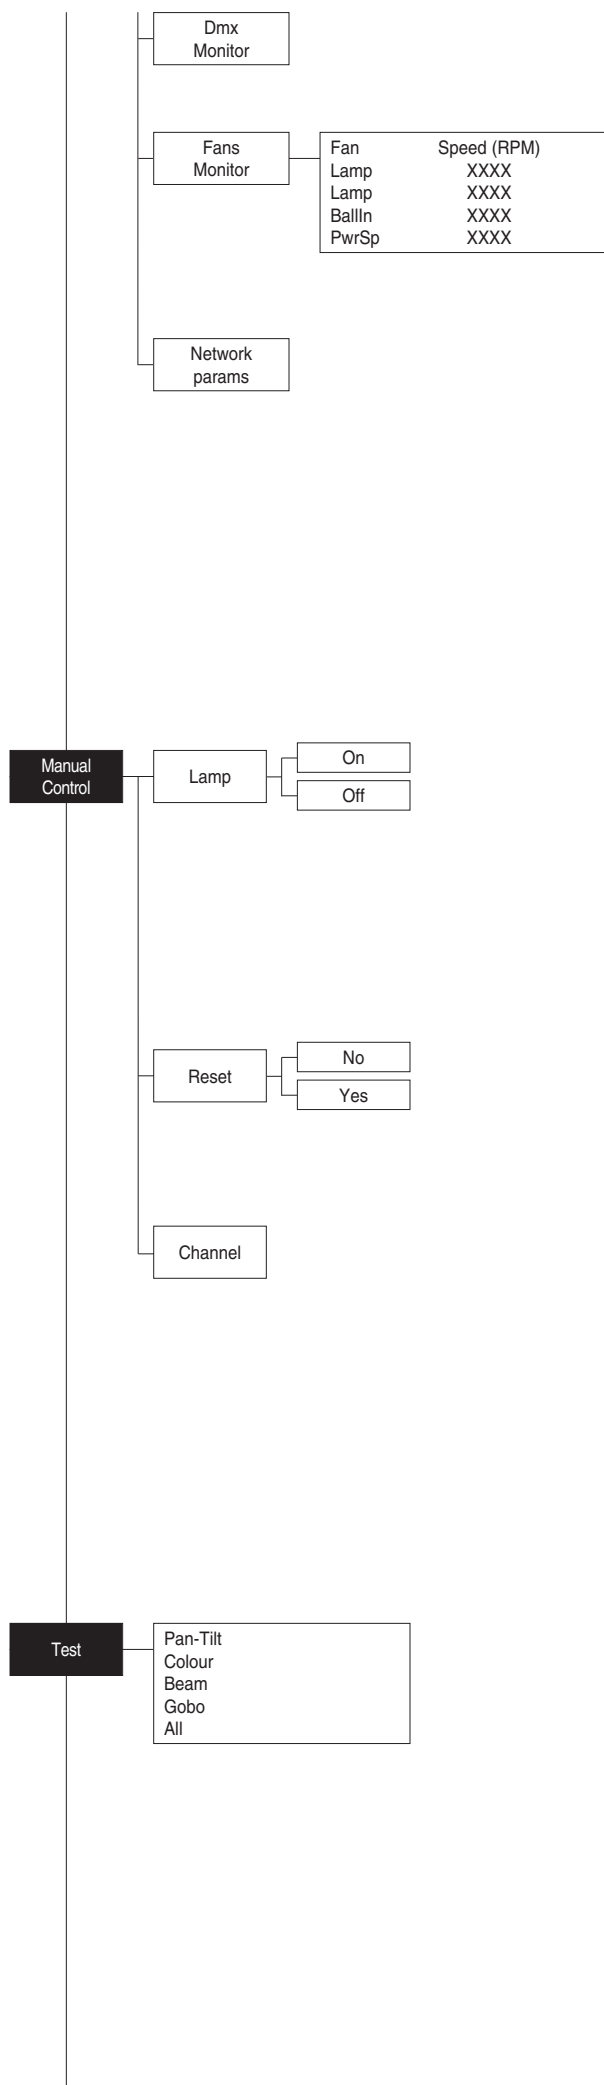 Dmx
Monitor
Fans
Monitor
Fan Speed (RPM)
Lamp XXXX
Lamp XXXX
BallIn XXXX
PwrSp XXXX
Network
params
Manual
Control
Lamp
On
Off
Reset
No
Yes
Channel
Test
Pan-Tilt
Colour
Beam
Gobo
All